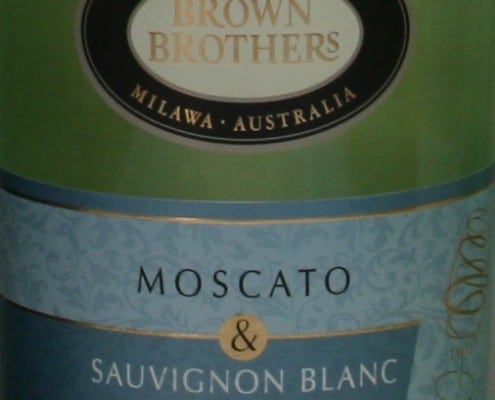 BROWN
BROTHERS
MILAWA · AUSTRALIA
MOSCATO
&
SAUVIGNON BLANC